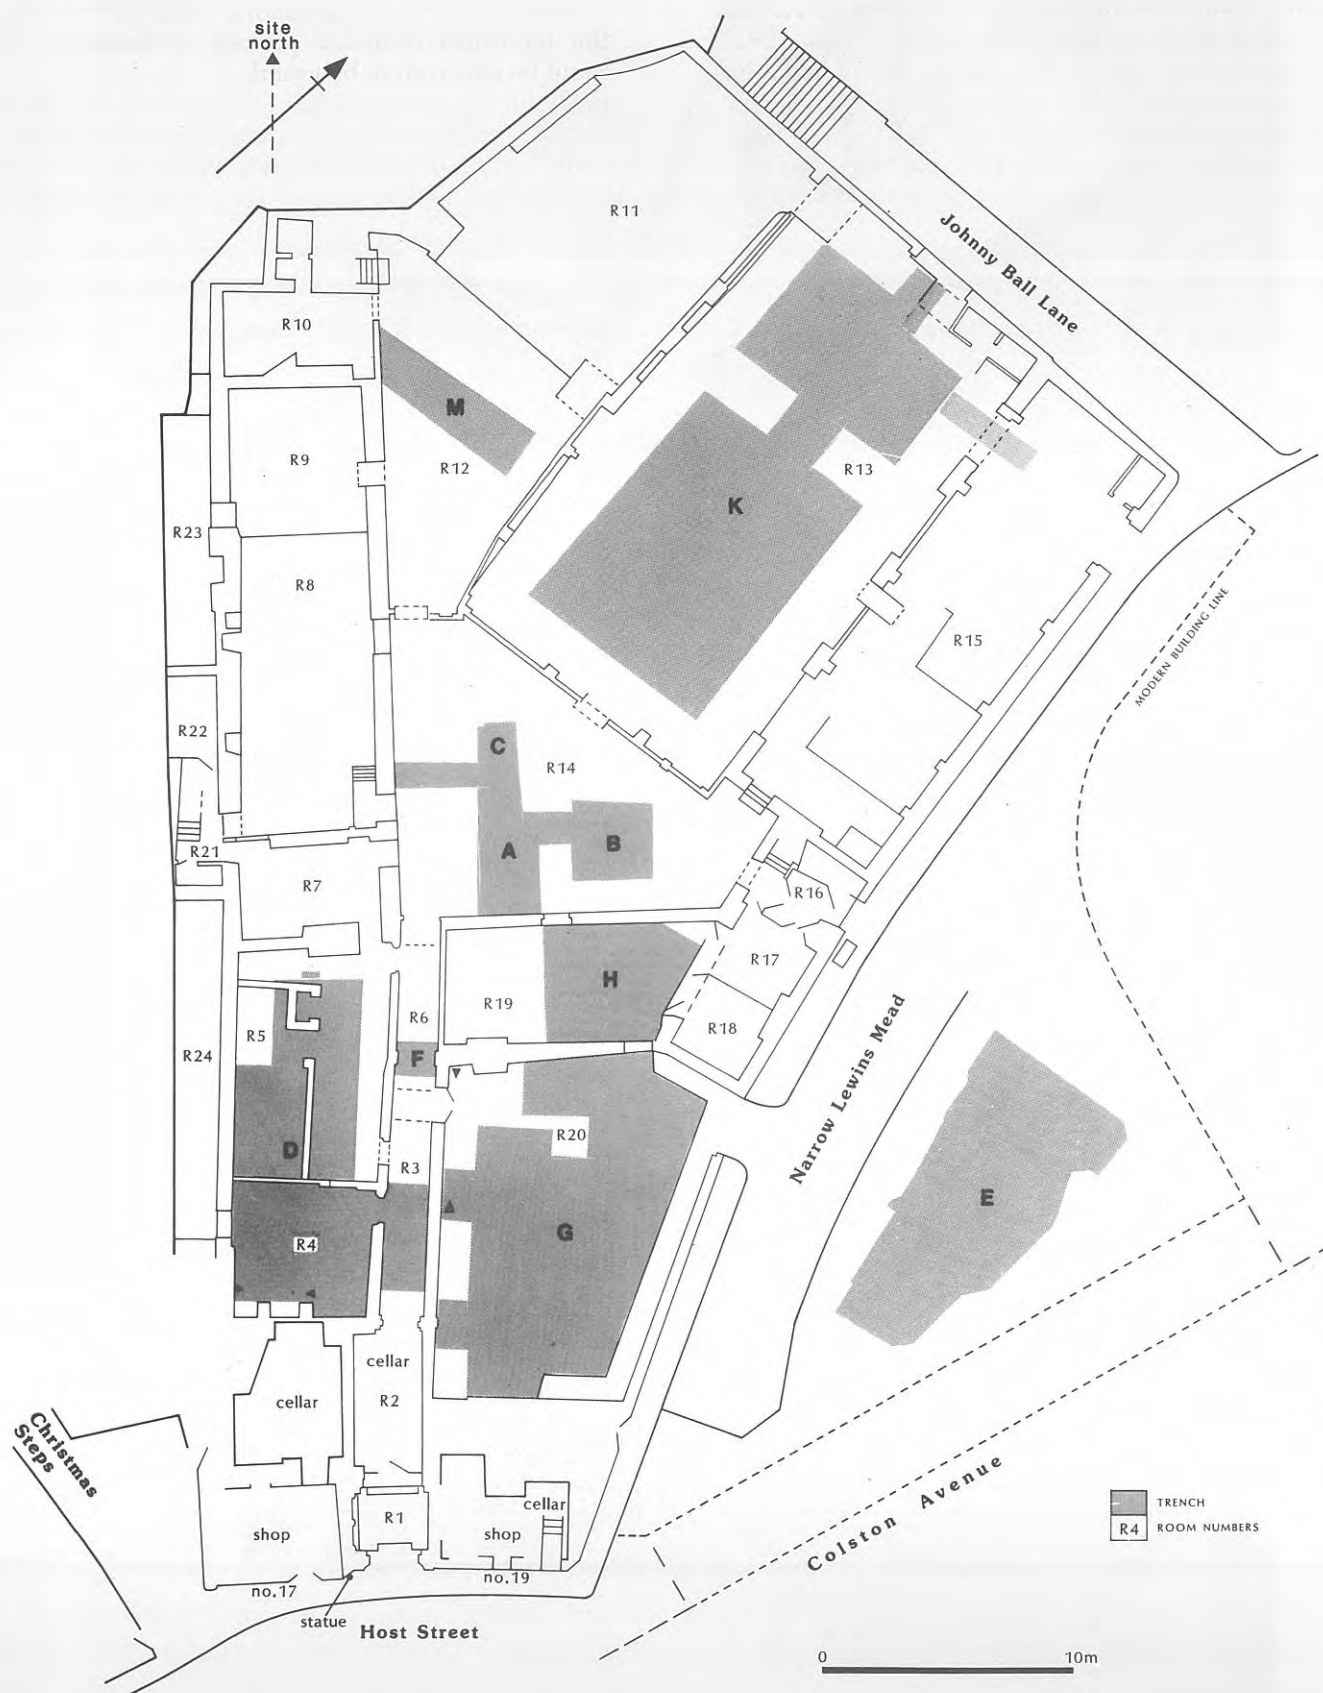 site
north
R11
Johnny Ball Lane
R10
M
R9
R12
R13
K
R23
R8
R15
MODERN BUILDING LINE
R22
C
R14
A
B
R21
R7
R16
R17
H
R19
R6
R5
R18
F
R24
Narrow Lewins Mead
D
R20
R3
E
G
R4
cellar
R2
cellar
Christmas
Steps
Colston Avenue
cellar
R1
shop
shop
TRENCH
R4 ROOM NUMBERS
no.17
no.19
statue
Host Street
0 10m